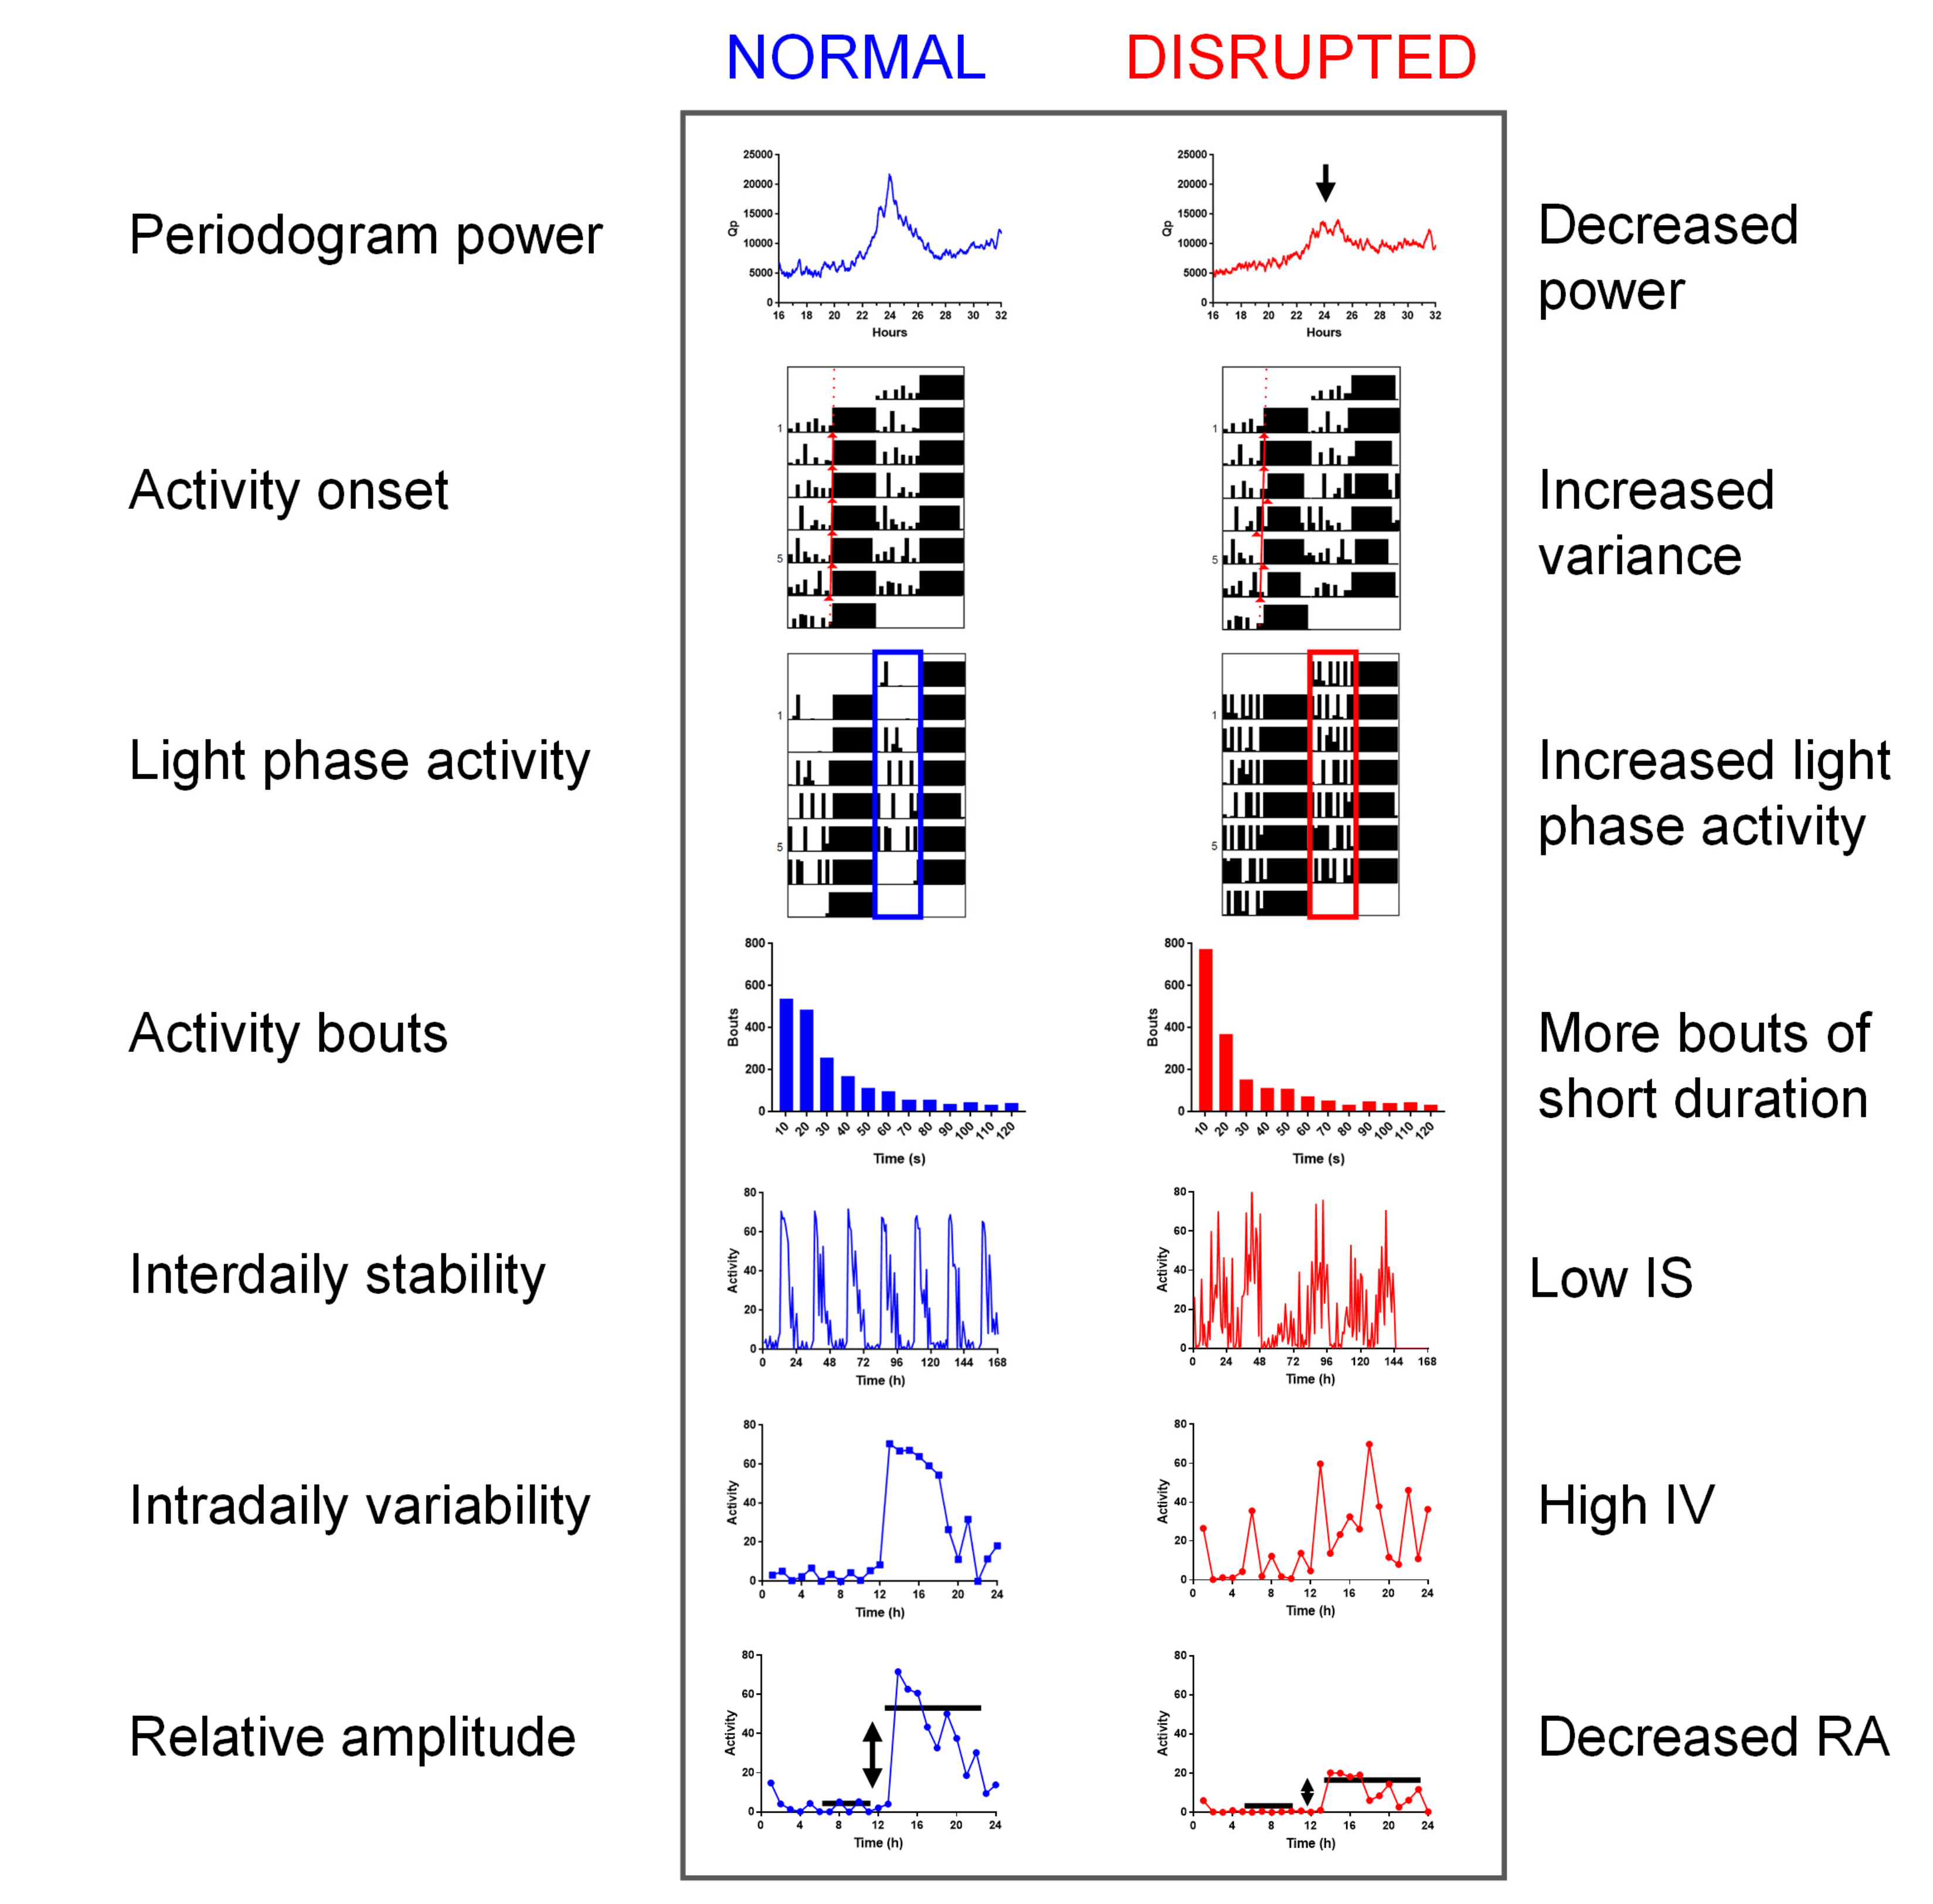 NORMAL DISRUPTED
Periodogram power
25000
20000
15000
10000
5000
0
Qp
16 18 20 22 24 26 28 30 32
Hours
25000
20000
15000
10000
5000
0
Qp
16 18 20 22 24 26 28 30 32
Hours
Decreased
power
Activity onset
1
5
1
5
Increased
variance
Light phase activity
1
5
1
5
Increased light
phase activity
Activity bouts
800
600
400
200
0
Bouts
10 20 30 40 50 60 70 80 90 100 110 120
Time (s)
800
600
400
200
0
Bouts
10 20 30 40 50 60 70 80 90 100 110 120
Time (s)
More bouts of
short duration
Interdaily stability
80
60
40
20
0
Activity
0 24 48 72 96 120 144 168
Time (h)
80
60
40
20
0
Activity
0 24 48 72 96 120 144 168
Time (h)
Low IS
Intradaily variability
80
60
40
20
0
Activity
0 4 8 12 16 20 24
Time (h)
80
60
40
20
0
Activity
0 4 8 12 16 20 24
Time (h)
High IV
Relative amplitude
80
60
40
20
0
Activity
0 4 8 12 16 20 24
Time (h)
80
60
40
20
0
Activity
0 4 8 12 16 20 24
Time (h)
Decreased RA